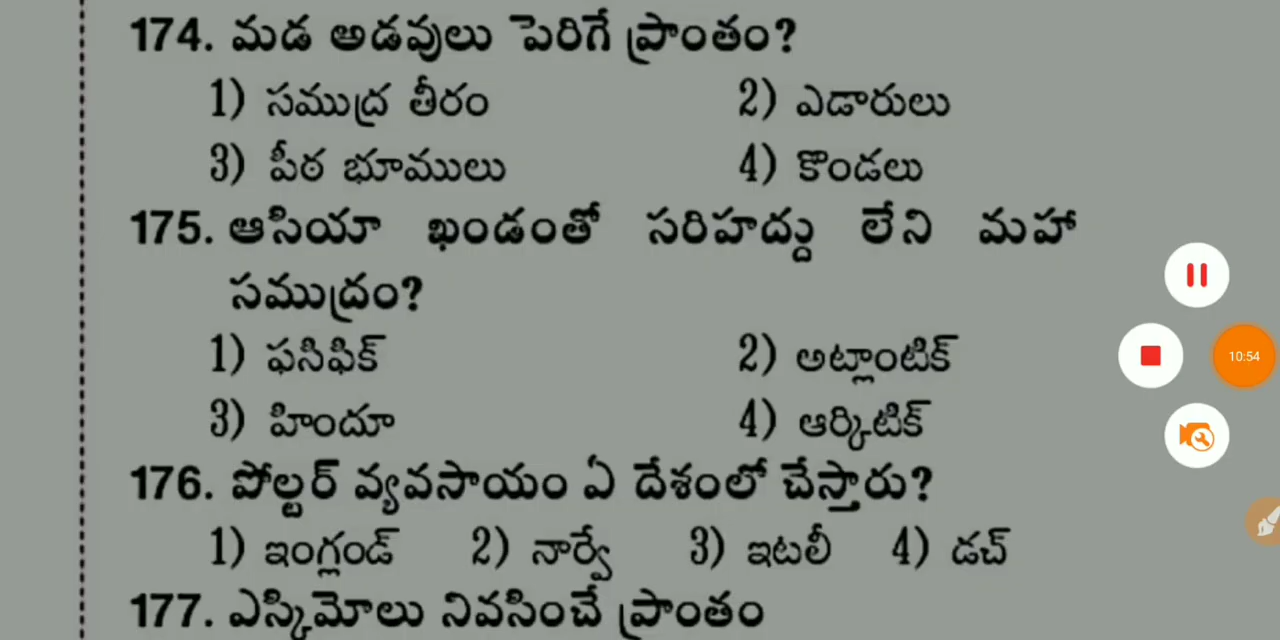 174. మడ అడవులు పెరిగే ప్రాంతం?
1) సముద్ర తీరం 2) ఎడారులు
3) పీఠ భూములు 4) కొండలు
175. ఆసియా ఖండంతో సరిహద్దు లేని మహా
సముద్రం?
1) ఫసిఫిక్ 2) అట్లాంటిక్
10:54
3) హిందూ 4) ఆర్కిటిక్
176. పోల్టర్ వ్యవసాయం ఏ దేశంలో చేస్తారు?
1) ఇంగ్లండ్ 2) నార్వే 3) ఇటలీ 4) డచ్
177. ఎస్కిమోలు నివసించే ప్రాంతం